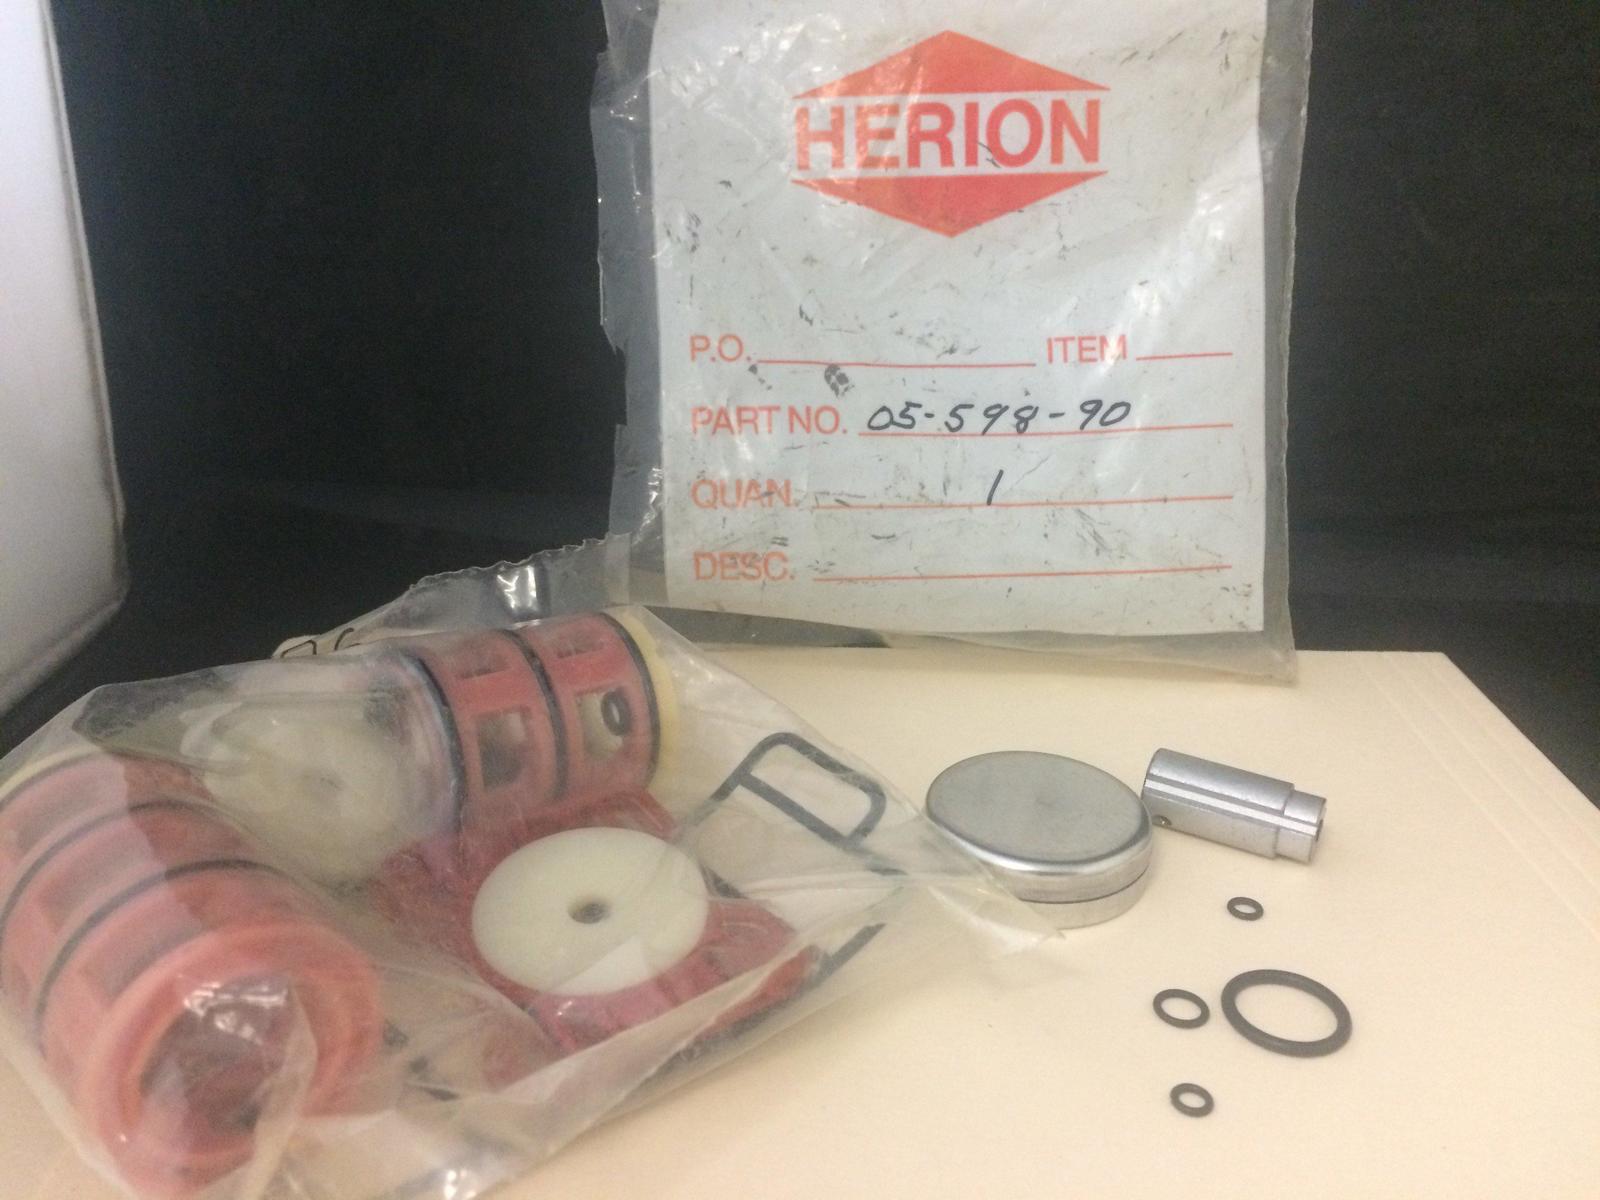 HERION
P.O. ITEM
PART NO. 05-598-90
QUAN. 1
DESC.